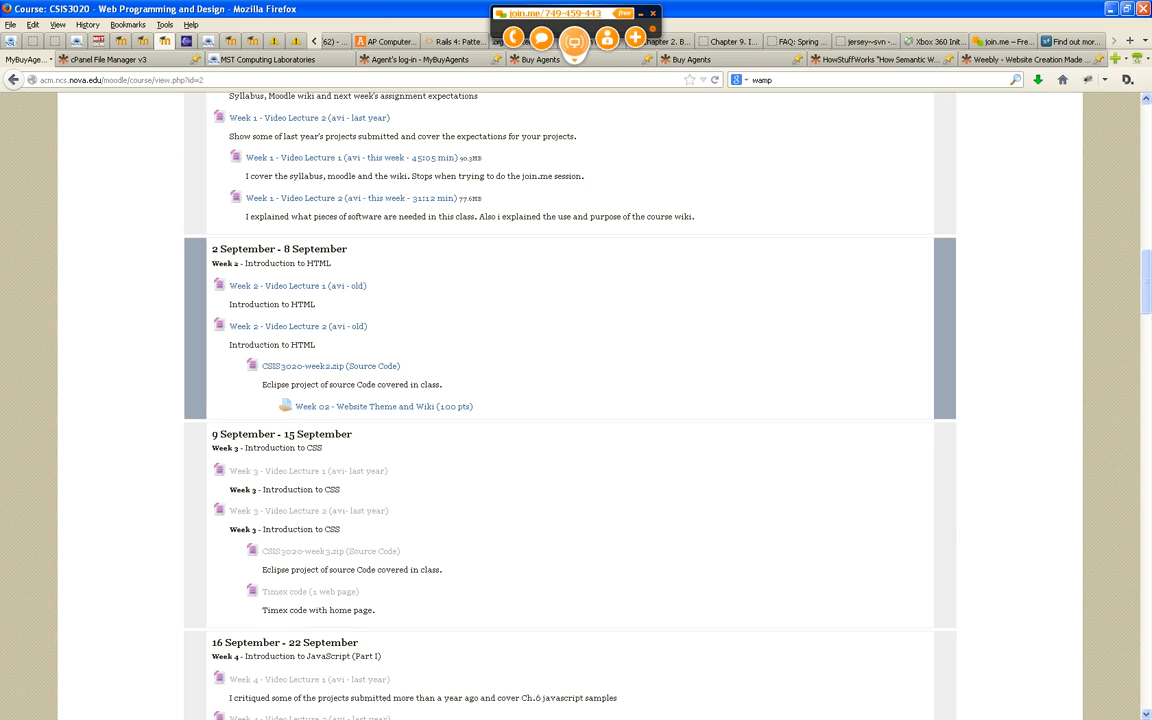 Course: CSIS3020 - Web Programming and Design - Mozilla Firefox
join.me/749-459-443 free
File Edit View History Bookmarks Tools Help
62) - ... AP Computer... Rails 4: Patte... Chapter 2. B... Chapter 9. I... FAQ: Spring ... jersey~svn - ... Xbox 360 Init... join.me – Fre... Find out mor...
MyBuyAge... cPanel File Manager v3 MST Computing Laboratories Agent's log-in - MyBuyAgents Buy Agents Buy Agents HowStuffWorks "How Semantic W... Weebly - Website Creation Made ...
acm.ncs.nova.edu/moodle/course/view.php?id=2 wamp
Syllabus, Moodle wiki and next week's assignment expectations
Week 1 - Video Lecture 2 (avi - last year)
Show some of last year's projects submitted and cover the expectations for your projects.
Week 1 - Video Lecture 1 (avi - this week - 45:05 min) 90.3MB
I cover the syllabus, moodle and the wiki. Stops when trying to do the join.me session.
Week 1 - Video Lecture 2 (avi - this week - 31:12 min) 77.6MB
I explained what pieces of software are needed in this class. Also i explained the use and purpose of the course wiki.
2 September - 8 September
Week 2 - Introduction to HTML
Week 2 - Video Lecture 1 (avi - old)
Introduction to HTML
Week 2 - Video Lecture 2 (avi - old)
Introduction to HTML
CSIS3020-week2.zip (Source Code)
Eclipse project of source Code covered in class.
Week 02 - Website Theme and Wiki (100 pts)
9 September - 15 September
Week 3 - Introduction to CSS
Week 3 - Video Lecture 1 (avi- last year)
Week 3 - Introduction to CSS
Week 3 - Video Lecture 2 (avi- last year)
Week 3 - Introduction to CSS
CSIS3020-week3.zip (Source Code)
Eclipse project of source Code covered in class.
Timex code (1 web page)
Timex code with home page.
16 September - 22 September
Week 4 - Introduction to JavaScript (Part I)
Week 4 - Video Lecture 1 (avi - last year)
I critiqued some of the projects submitted more than a year ago and cover Ch.6 javascript samples
Week 4 - Video Lecture 2 (avi - last year)